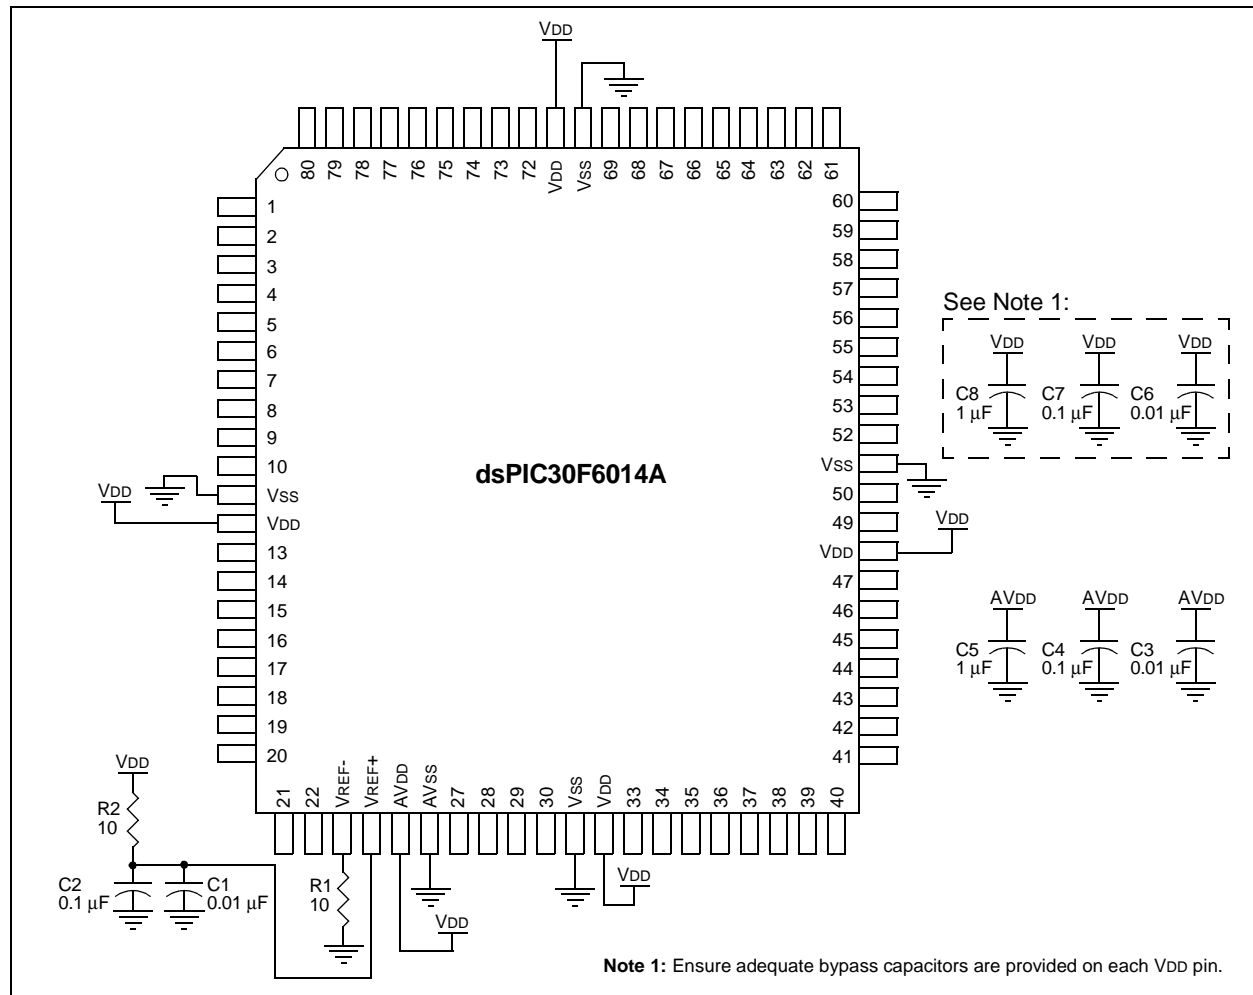 VDD
80 79 78 77 76 75 74 73 72 VDD VSS 69 68 67 66 65 64 63 62 61
1
2
3
4
5
6
7
8
9
10
VSS
VDD
13
14
15
16
17
18
19
20
VDD
dsPIC30F6014A
60
59
58
57
56
55
54
53
52
VSS
50
49
VDD
47
46
45
44
43
42
41
VDD
See Note 1:
VDD VDD VDD
C8 C7 C6
1 µF 0.1 µF 0.01 µF
AVDD AVDD AVDD
C5 C4 C3
1 µF 0.1 µF 0.01 µF
21 22 VREF- VREF+ AVDD AVSS 27 28 29 30 VSS VDD 33 34 35 36 37 38 39 40
VDD
R2
10
C2 C1
0.1 µF 0.01 µF
R1
10
VDD
VDD
Note 1: Ensure adequate bypass capacitors are provided on each VDD pin.